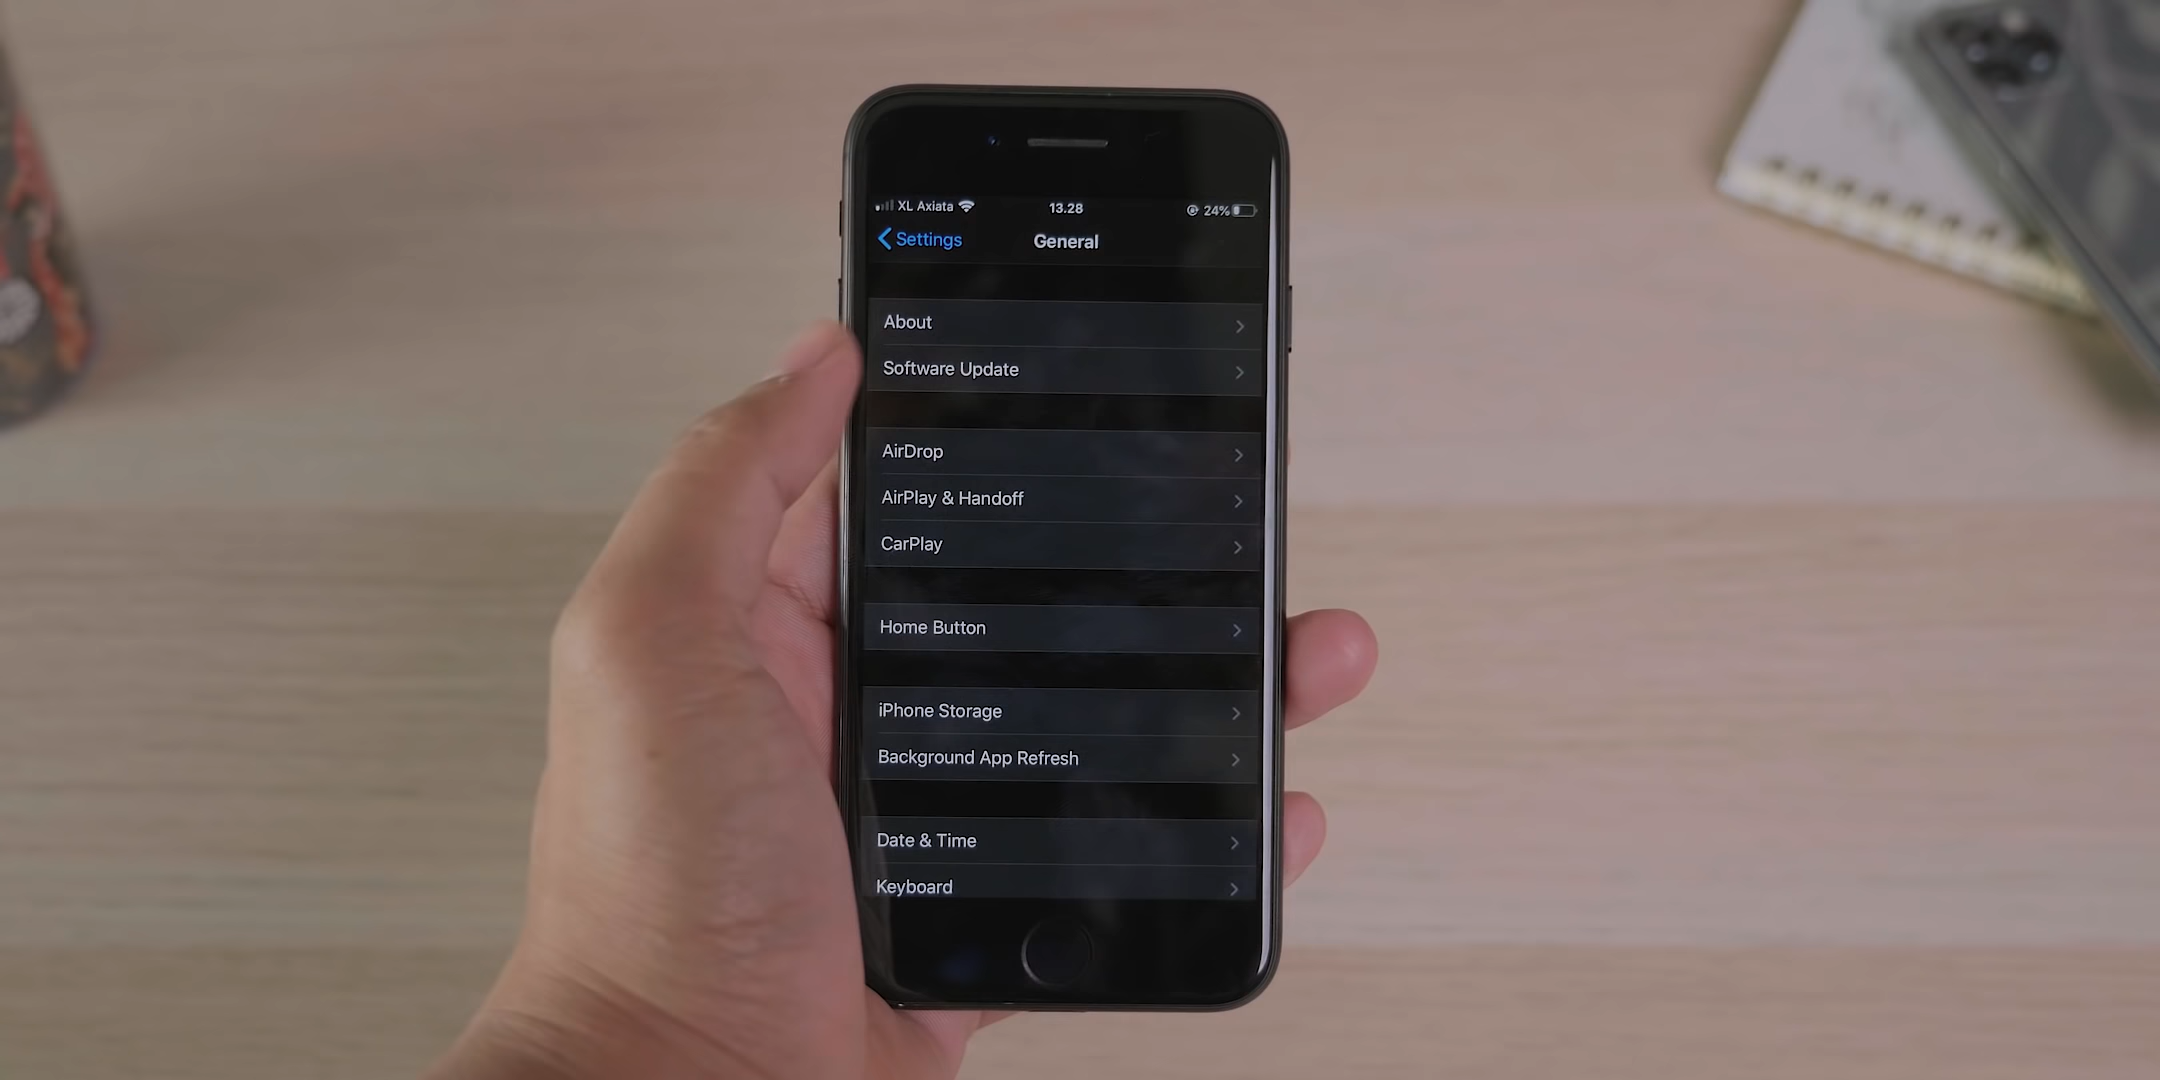 XL Axiata 13.28 24%
Settings General
About
Software Update
AirDrop
AirPlay & Handoff
CarPlay
Home Button
iPhone Storage
Background App Refresh
Date & Time
Keyboard